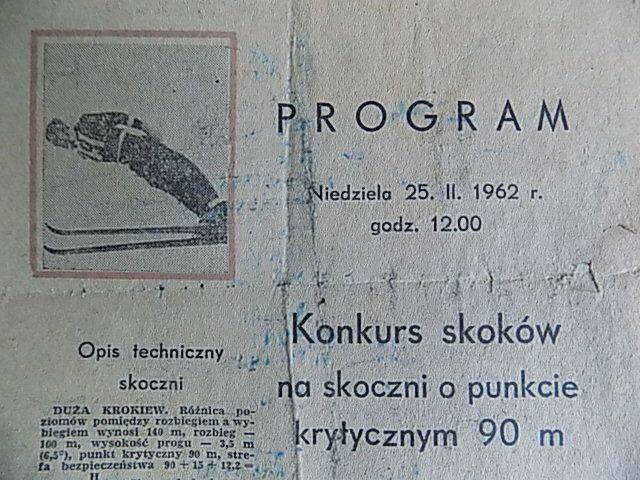 PROGRAM
Niedziela 25. II. 1962 r.
godz. 12.00
Konkurs skoków
na skoczni o punkcie
krytycznym 90 m
Opis techniczny
skoczni
DUŻA KROKIEW. Różnica po-
ziomów pomiędzy rozbiegiem a wy-
biegiem wynosi 140 m, rozbieg —
100 m, wysokość progu — 3,5 m
(6,5°), punkt krytyczny 90 m, stre-
fa bezpieczeństwa 90 + 15 + 12,2 =